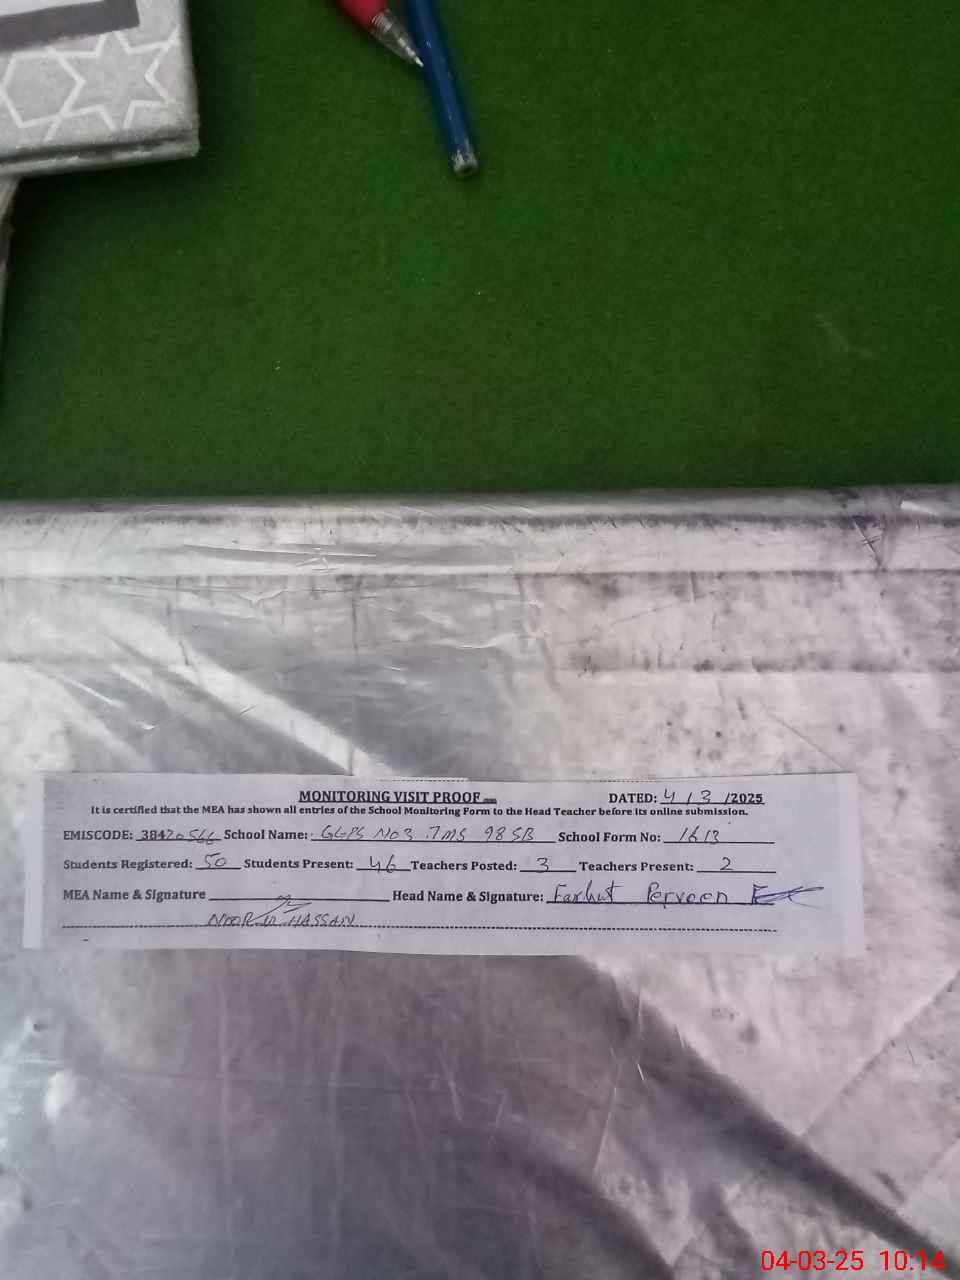 MONITORING VISIT PROOF DATED: 4/3/2025
It is certified that the MEA has shown all entries of the School Monitoring Form to the Head Teacher before its online submission.
EMISCODE: 38420566 School Name: GGPS NO3 .7MS 98 SB School Form No: 1613
Students Registered: 50 Students Present: 46 Teachers Posted: 3 Teachers Present: 2
MEA Name & Signature Head Name & Signature: Farhut Perveen
NOOR UL HASSAN
04-03-25 10:14